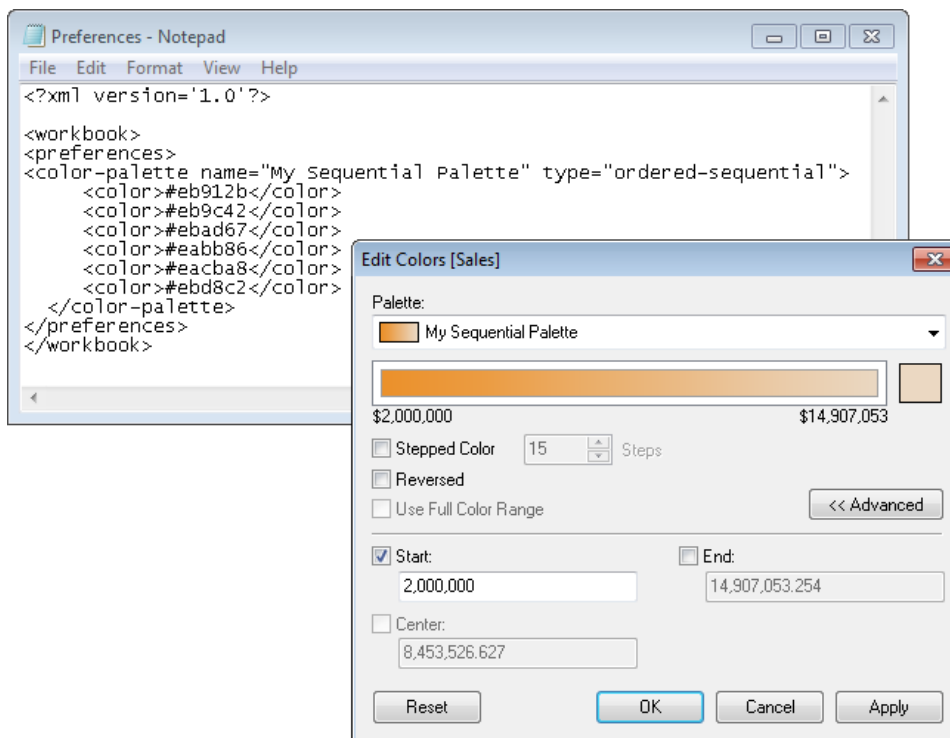 Preferences - Notepad
File Edit Format View Help
<?xml version='1.0'?>
<workbook>
<preferences>
<color-palette name="My Sequential Palette" type="ordered-sequential">
<color>#eb912b</color>
<color>#eb9c42</color>
<color>#ebad67</color>
<color>#eabb86</color>
<color>#eacba8</color>
<color>#ebd8c2</color>
</color-palette>
</preferences>
</workbook>
Edit Colors [Sales]
Palette:
My Sequential Palette
$2,000,000 $14,907,053
Stepped Color 15 Steps
Reversed
Use Full Color Range << Advanced
Start: End:
2,000,000 14,907,053.254
Center:
8,453,526.627
Reset OK Cancel Apply